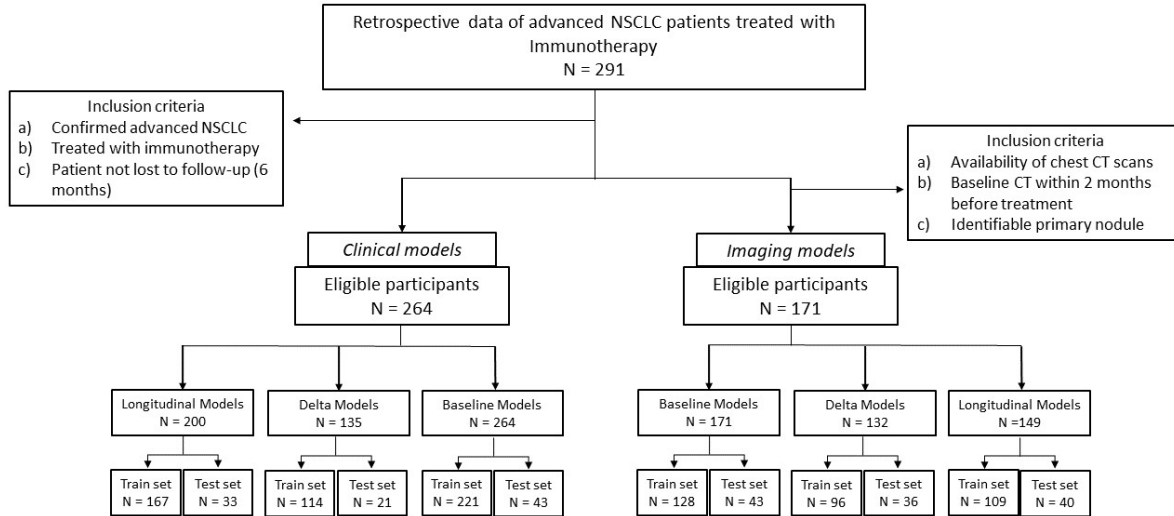 Retrospective data of advanced NSCLC patients treated with
Immunotherapy
N = 291
Inclusion criteria
a) Confirmed advanced NSCLC
b) Treated with immunotherapy
c) Patient not lost to follow-up (6
months)
Inclusion criteria
a) Availability of chest CT scans
b) Baseline CT within 2 months
before treatment
c) Identifiable primary nodule
Clinical models
Eligible participants
N = 264
Imaging models
Eligible participants
N = 171
Longitudinal Models
N = 200
Delta Models
N = 135
Baseline Models
N = 264
Baseline Models
N = 171
Delta Models
N = 132
Longitudinal Models
N =149
Train set
N = 167
Test set
N = 33
Train set
N = 114
Test set
N = 21
Train set
N = 221
Test set
N = 43
Train set
N = 128
Test set
N = 43
Train set
N = 96
Test set
N = 36
Train set
N = 109
Test set
N = 40